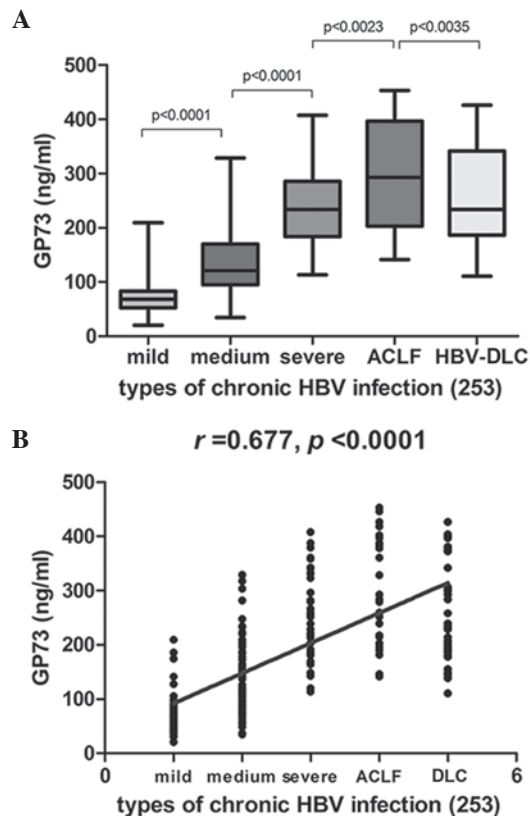 A
p<0.0023
p<0.0035
p<0.0001
p<0.0001
500
400
300
200
100
0
GP73 (ng/ml)
mild medium severe ACLF HBV-DLC
types of chronic HBV infection (253)
B
r =0.677, p <0.0001
500
400
300
200
100
0
GP73 (ng/ml)
0 mild medium severe ACLF DLC 6
types of chronic HBV infection (253)